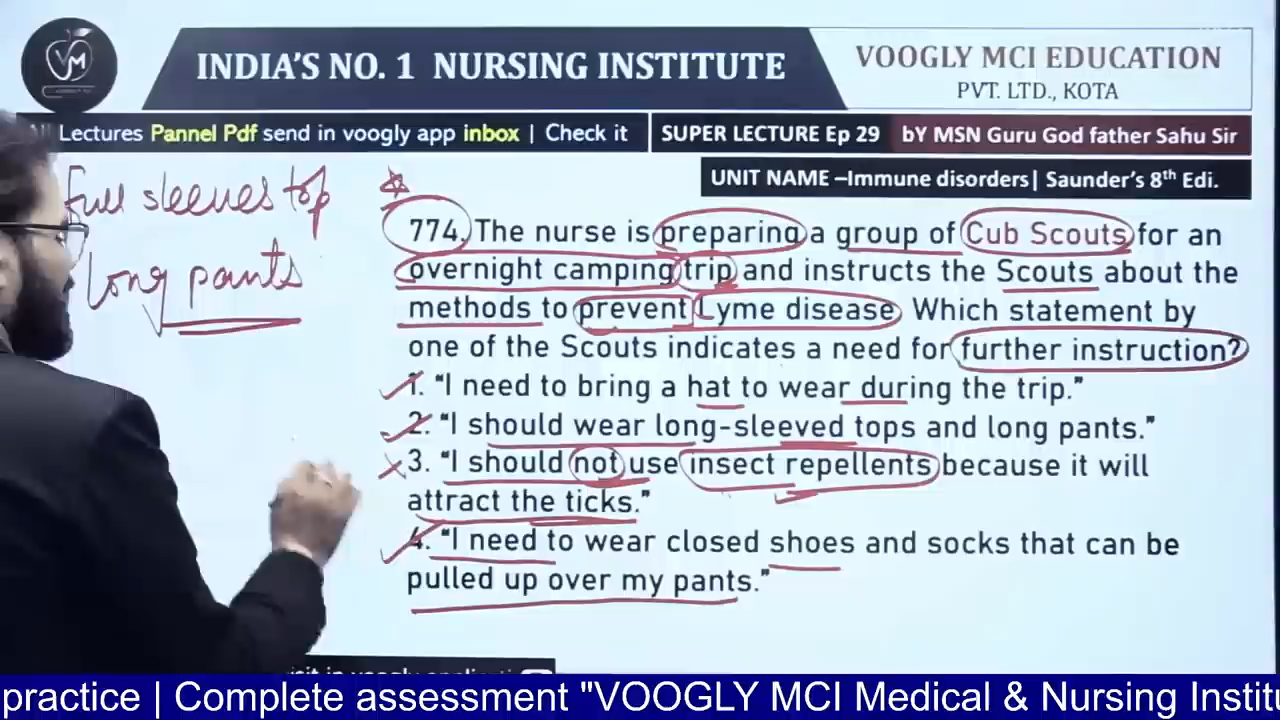 VM
INDIA'S NO. 1 NURSING INSTITUTE
VOOGLY MCI EDUCATION
PVT. LTD., KOTA
Lectures Pannel Pdf send in voogly app inbox | Check it
SUPER LECTURE Ep 29 bY MSN Guru God father Sahu Sir
UNIT NAME –Immune disorders| Saunder's 8th Edi.
full sleeves top
long pants
774. The nurse is preparing a group of Cub Scouts for an
overnight camping trip and instructs the Scouts about the
methods to prevent Lyme disease. Which statement by
one of the Scouts indicates a need for further instruction?
1. "I need to bring a hat to wear during the trip."
2. "I should wear long-sleeved tops and long pants."
3. "I should not use insect repellents because it will
attract the ticks."
4. "I need to wear closed shoes and socks that can be
pulled up over my pants."
practice | Complete assessment "VOOGLY MCI Medical & Nursing Institu